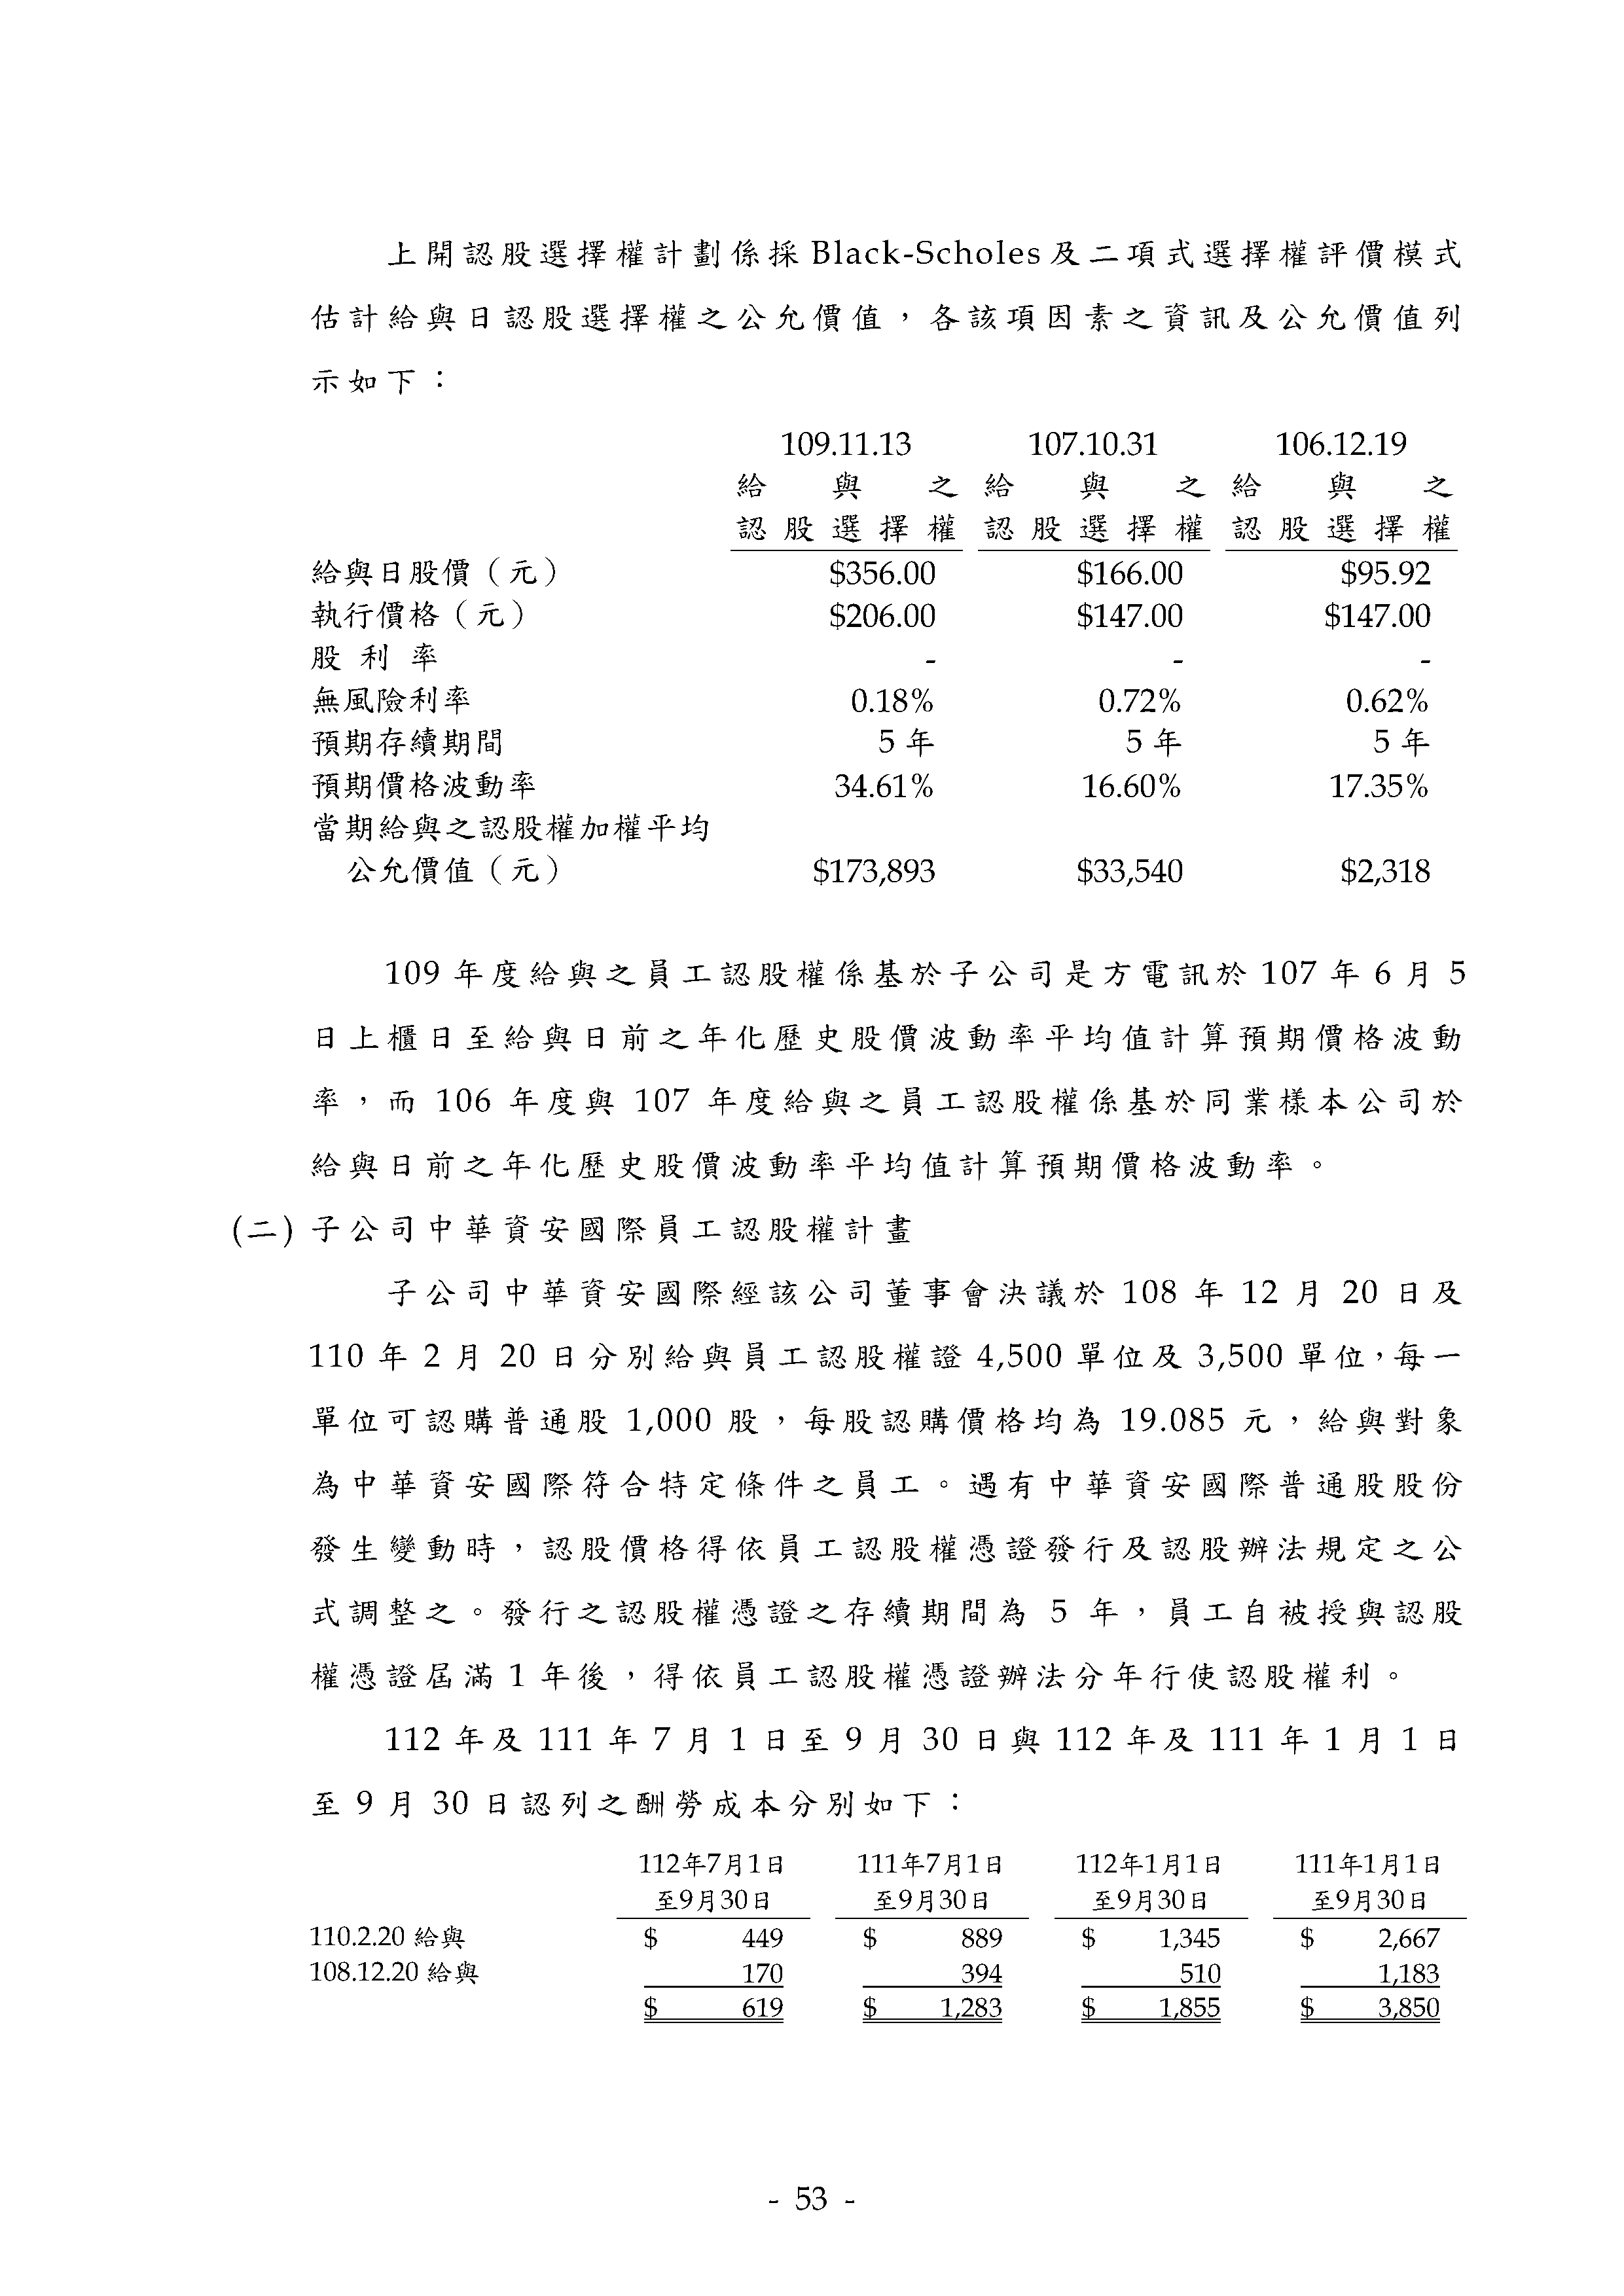 上開認股選擇權計劃係採 Black-Scholes 及二項式選擇權評價模式
估計給與日認股選擇權之公允價值，各該項因素之資訊及公允價值列
示如下：
109.11.13 107.10.31 106.12.19
給與之 給與之 給與之
認股選擇權 認股選擇權 認股選擇權
給與日股價（元） $356.00 $166.00 $95.92
執行價格（元） $206.00 $147.00 $147.00
股利率 - - -
無風險利率 0.18% 0.72% 0.62%
預期存續期間 5 年 5 年 5 年
預期價格波動率 34.61% 16.60% 17.35%
當期給與之認股權加權平均
公允價值（元） $173,893 $33,540 $2,318
109 年度給與之員工認股權係基於子公司是方電訊於 107 年 6 月 5
日上櫃日至給與日前之年化歷史股價波動率平均值計算預期價格波動
率，而 106 年度與 107 年度給與之員工認股權係基於同業樣本公司於
給與日前之年化歷史股價波動率平均值計算預期價格波動率。
(二) 子公司中華資安國際員工認股權計畫
子公司中華資安國際經該公司董事會決議於 108 年 12 月 20 日及
110 年 2 月 20 日分別給與員工認股權證 4,500 單位及 3,500 單位，每一
單位可認購普通股 1,000 股，每股認購價格均為 19.085 元，給與對象
為中華資安國際符合特定條件之員工。遇有中華資安國際普通股股份
發生變動時，認股價格得依員工認股權憑證發行及認股辦法規定之公
式調整之。發行之認股權憑證之存續期間為 5 年，員工自被授與認股
權憑證屆滿 1 年後，得依員工認股權憑證辦法分年行使認股權利。
112 年及 111 年 7 月 1 日至 9 月 30 日與 112 年及 111 年 1 月 1 日
至 9 月 30 日認列之酬勞成本分別如下：
112年7月1日 111年7月1日 112年1月1日 111年1月1日
至9月30日 至9月30日 至9月30日 至9月30日
110.2.20 給與 $ 449 $ 889 $ 1,345 $ 2,667
108.12.20 給與 170 394 510 1,183
$ 619 $ 1,283 $ 1,855 $ 3,850
- 53 -